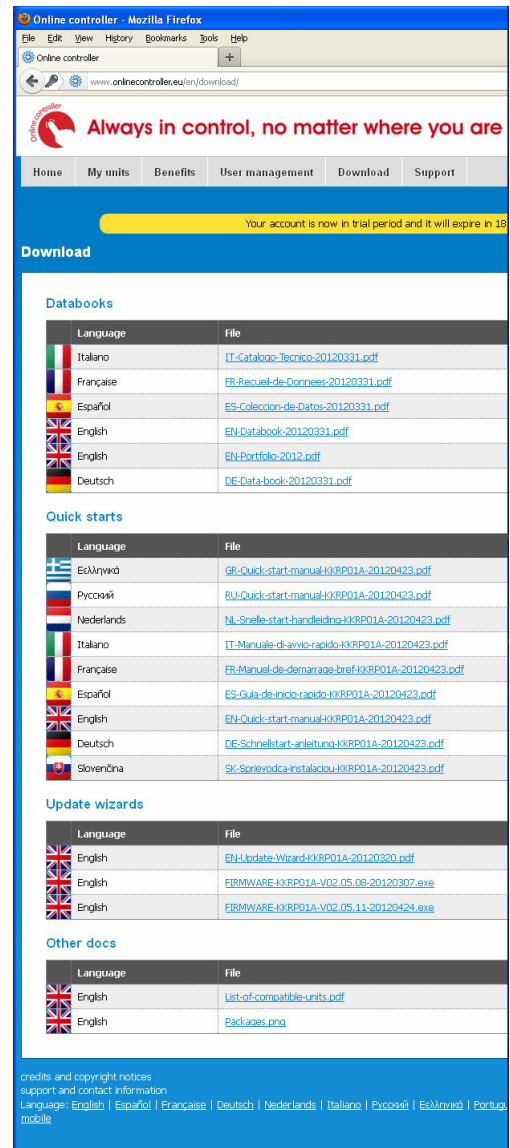 Online controller - Mozilla Firefox
File Edit View History Bookmarks Tools Help
Online controller
www.onlinecontroller.eu/en/download/
Online controller
Always in control, no matter where you are
Home My units Benefits User management Download Support
Your account is now in trial period and it will expire in 18
Download
Databooks
Language File
Italiano IT-Catalogo-Tecnico-20120331.pdf
Française FR-Recueil-de-Donnees-20120331.pdf
Español ES-Coleccion-de-Datos-20120331.pdf
English EN-Databook-20120331.pdf
English EN-Portfolio-2012.pdf
Deutsch DE-Data-book-20120331.pdf
Quick starts
Language File
Εελληνικά GR-Quick-start-manual-KKRP01A-20120423.pdf
Русский RU-Quick-start-manual-KKRP01A-20120423.pdf
Nederlands NL-Snelle-start-handleiding-KKRP01A-20120423.pdf
Italiano IT-Manuale-di-avvio-rapido-KKRP01A-20120423.pdf
Française FR-Manuel-de-demarrage-bref-KKRP01A-20120423.pdf
Español ES-Guia-de-inicio-rapido-KKRP01A-20120423.pdf
English EN-Quick-start-manual-KKRP01A-20120423.pdf
Deutsch DE-Schnellstart-anleitung-KKRP01A-20120423.pdf
Slovenčina SK-Sprievodca-instalaciou-KKRP01A-20120423.pdf
Update wizards
Language File
English EN-Update-Wizard-KKRP01A-20120320.pdf
English FIRMWARE-KKRP01A-V02.05.08-20120307.exe
English FIRMWARE-KKRP01A-V02.05.11-20120424.exe
Other docs
Language File
English List-of-compatible-units.pdf
English Packages.png
credits and copyright notices
support and contact information
Language: English | Español | Française | Deutsch | Nederlands | Italiano | Русский | Εελληνικά | Portug
mobile